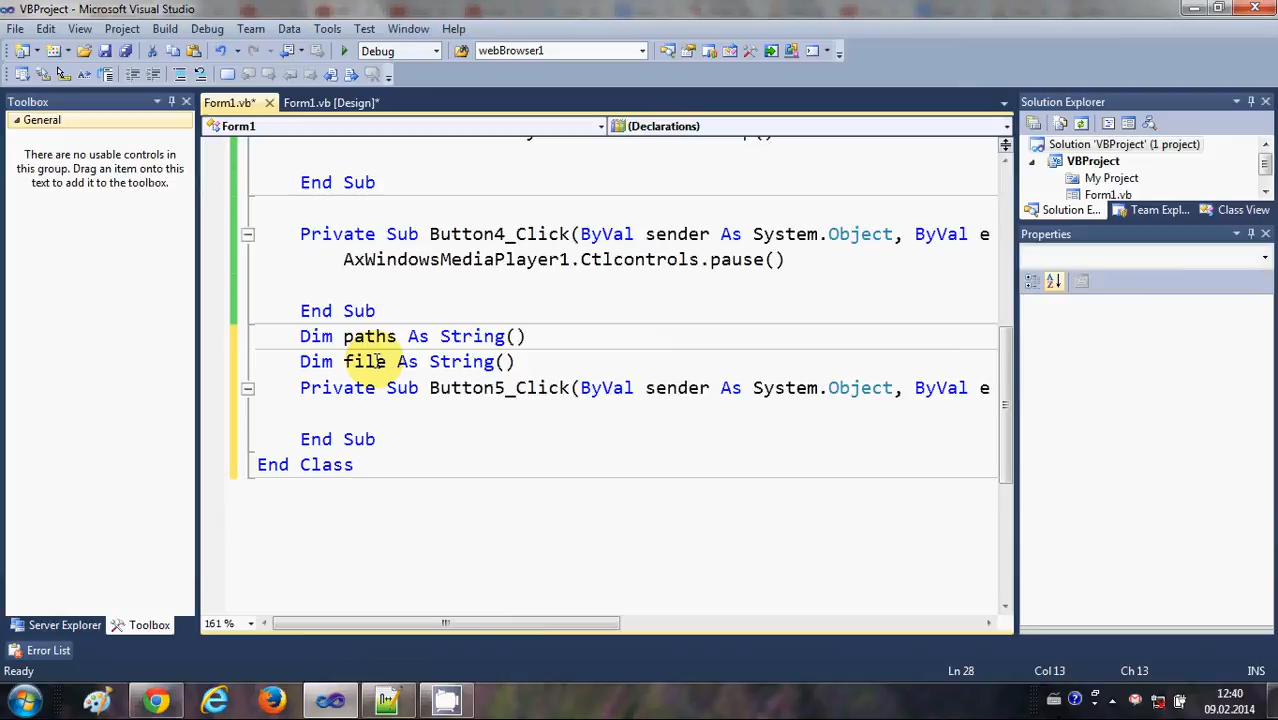 VBProject - Microsoft Visual Studio
File Edit View Project Build Debug Team Data Tools Test Window Help
Debug webBrowser1
Toolbox
General
There are no usable controls in
this group. Drag an item onto this
text to add it to the toolbox.
Server Explorer Toolbox
Form1.vb* Form1.vb [Design]*
Form1 (Declarations)
End Sub
Private Sub Button4_Click(ByVal sender As System.Object, ByVal e
AxWindowsMediaPlayer1.Ctlcontrols.pause()
End Sub
Dim paths As String()
Dim file As String()
Private Sub Button5_Click(ByVal sender As System.Object, ByVal e
End Sub
End Class
161 %
Solution Explorer
Solution 'VBProject' (1 project)
VBProject
My Project
Form1.vb
Solution E... Team Expl... Class View
Properties
Error List
Ready Ln 28 Col 13 Ch 13 INS
12:40
09.02.2014